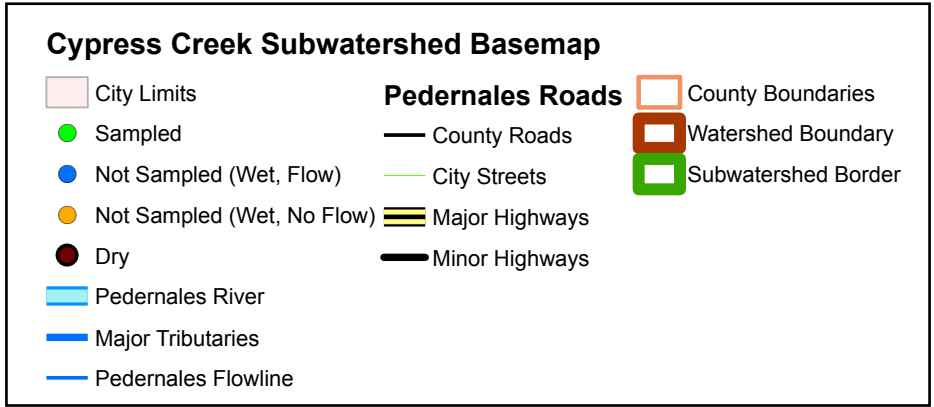 Cypress Creek Subwatershed Basemap
City Limits
Sampled
Not Sampled (Wet, Flow)
Not Sampled (Wet, No Flow)
Dry
Pedernales River
Major Tributaries
Pedernales Flowline
Pedernales Roads
County Roads
City Streets
Major Highways
Minor Highways
County Boundaries
Watershed Boundary
Subwatershed Border